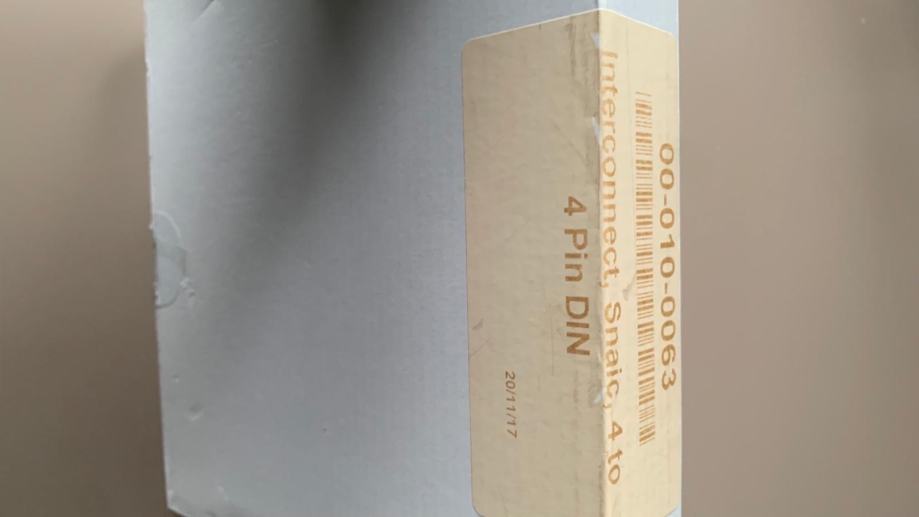 00-010-0063
Interconnect, Snaic, 4 to
4 Pin DIN
20/11/17